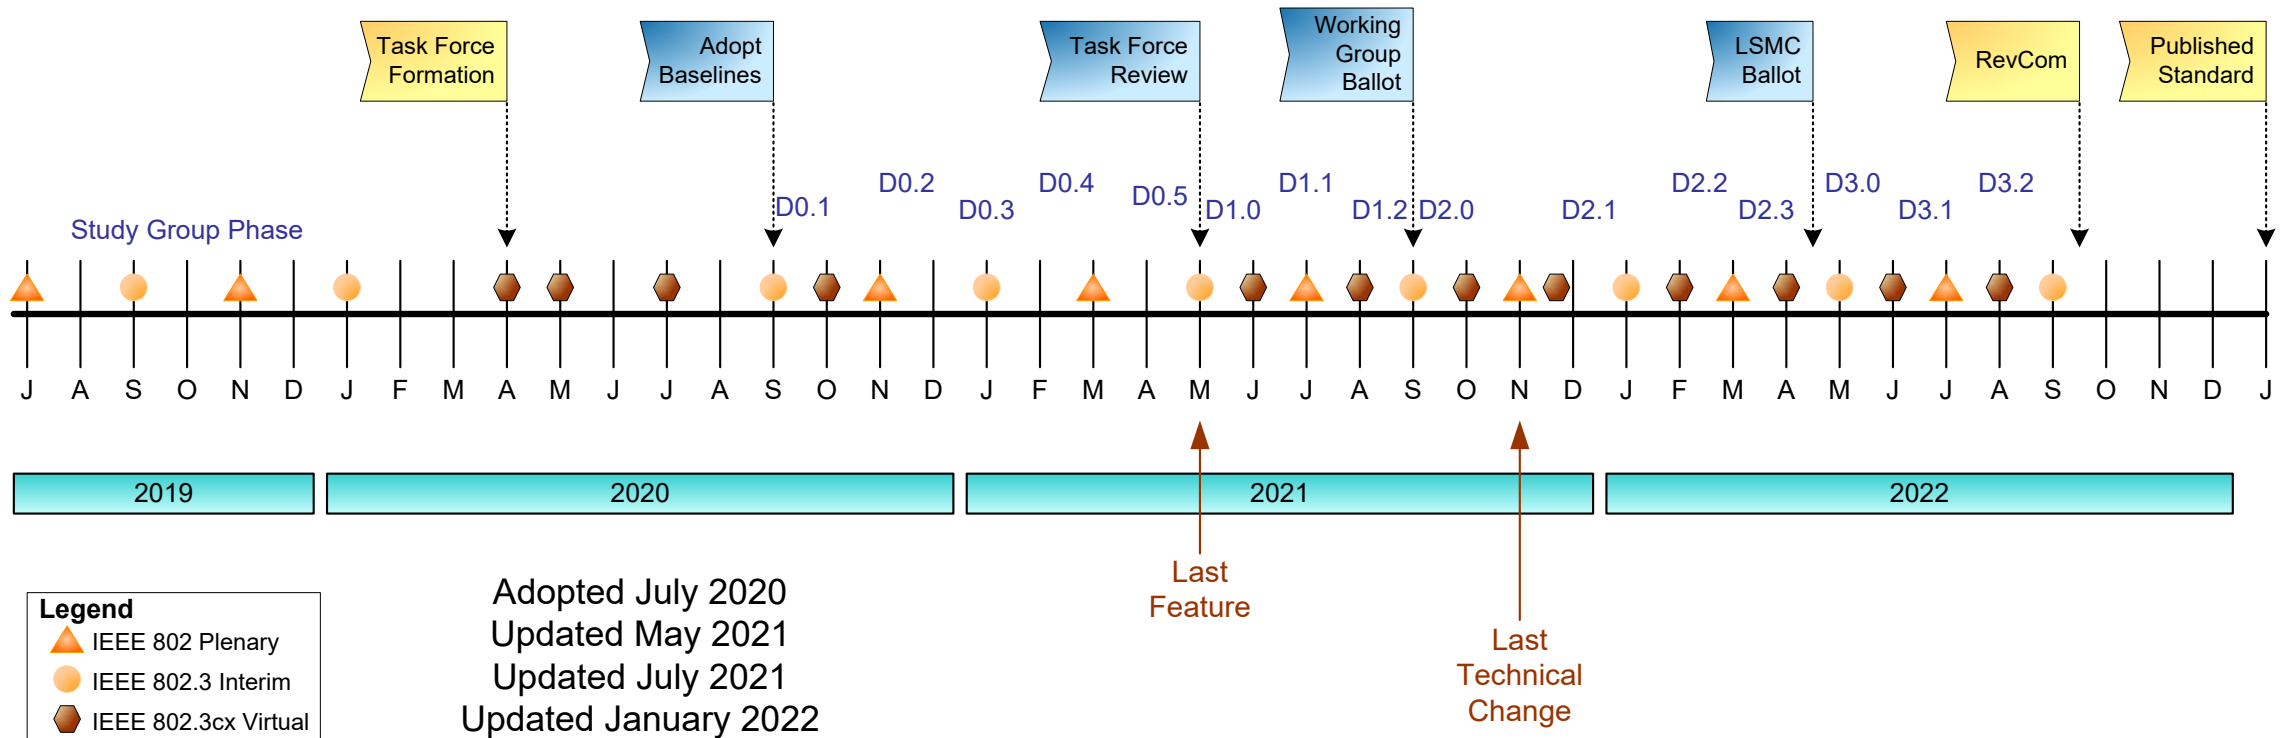 Task Force
Formation
Adopt
Baselines
Task Force
Review
Working
Group
Ballot
LSMC
Ballot
RevCom
Published
Standard
Study Group Phase
D0.1
D0.2
D0.3
D0.4
D0.5
D1.0
D1.1
D1.2
D2.0
D2.1
D2.2
D2.3
D3.0
D3.1
D3.2
J A S O N D J F M A M J J A S O N D J F M A M J J A S O N D J F M A M J J A S O N D J
2019
2020
2021
2022
Last
Feature
Last
Technical
Change
Adopted July 2020
Updated May 2021
Updated July 2021
Updated January 2022
Legend
IEEE 802 Plenary
IEEE 802.3 Interim
IEEE 802.3cx Virtual